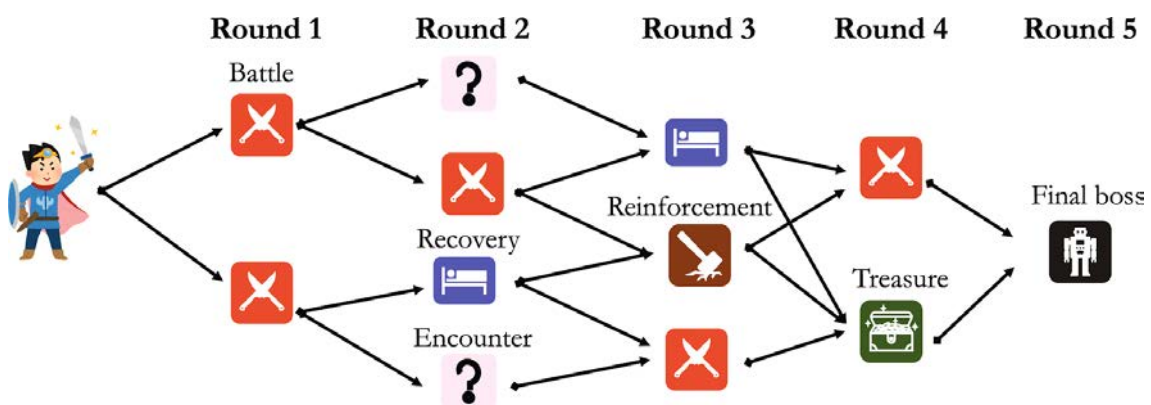 Round 1 Round 2 Round 3 Round 4 Round 5
Battle
?
Reinforcement
Final boss
Recovery
Treasure
Encounter
?